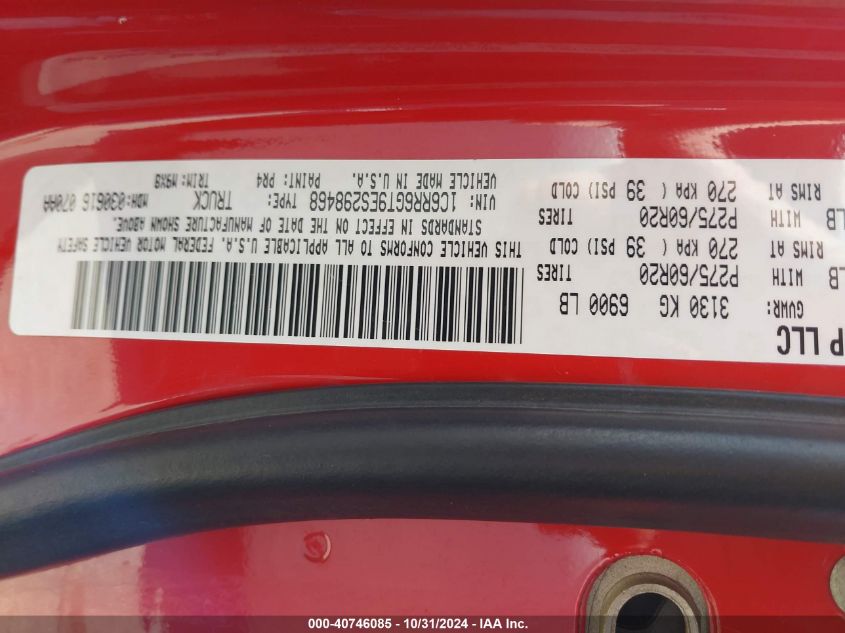 P LLC
GVWR: 3130 KG 6900 LB
LB WITH P275/60R20 TIRES
RIMS AT 270 KPA ( 39 PSI) COLD
LB WITH P275/60R20 TIRES
RIMS AT 270 KPA ( 39 PSI) COLD
THIS VEHICLE CONFORMS TO ALL APPLICABLE U.S.A. FEDERAL MOTOR VEHICLE SAFETY
STANDARDS IN EFFECT ON THE DATE OF MANUFACTURE SHOWN ABOVE.
VIN: 1C6RR6GT9ES298468 TYPE: TRUCK MDH: 030616 070AA
VEHICLE MADE IN U.S.A. PAINT: PR4 TRIM: M9X9
000-40746085 - 10/31/2024 - IAA Inc.